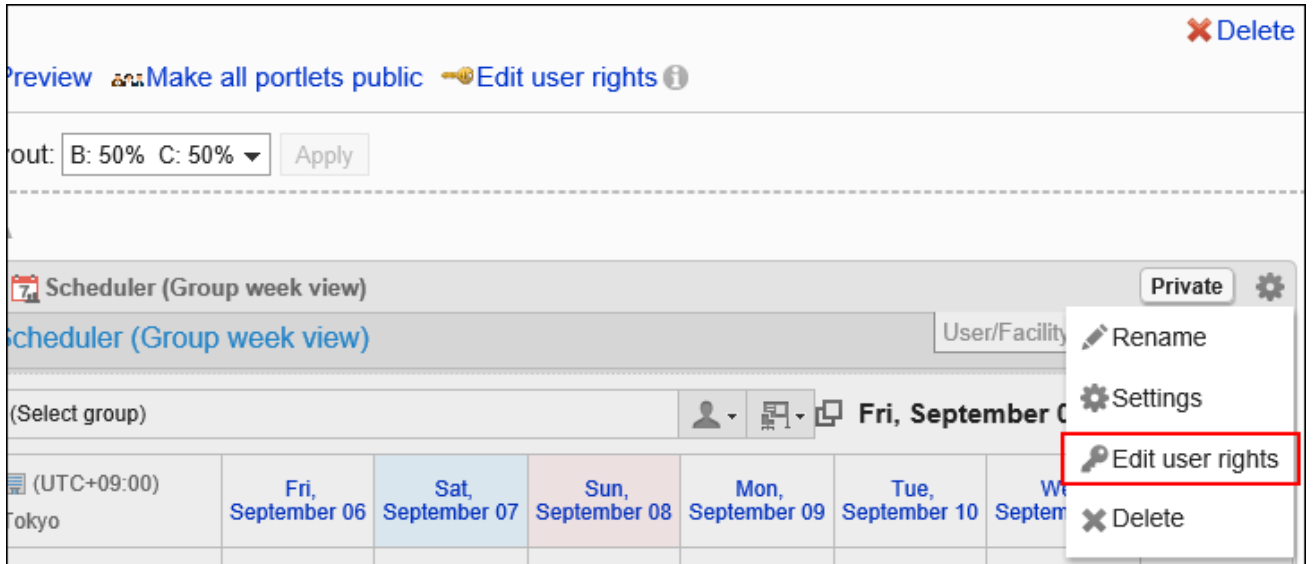 Delete
Preview Make all portlets public Edit user rights
out: B: 50% C: 50% Apply
Scheduler (Group week view) Private
Scheduler (Group week view) User/Facility
Rename
Settings
(Select group) Fri, September 0
Edit user rights
(UTC+09:00)
Tokyo
Fri,
September 06
Sat,
September 07
Sun,
September 08
Mon,
September 09
Tue,
September 10
We
Septem
Delete